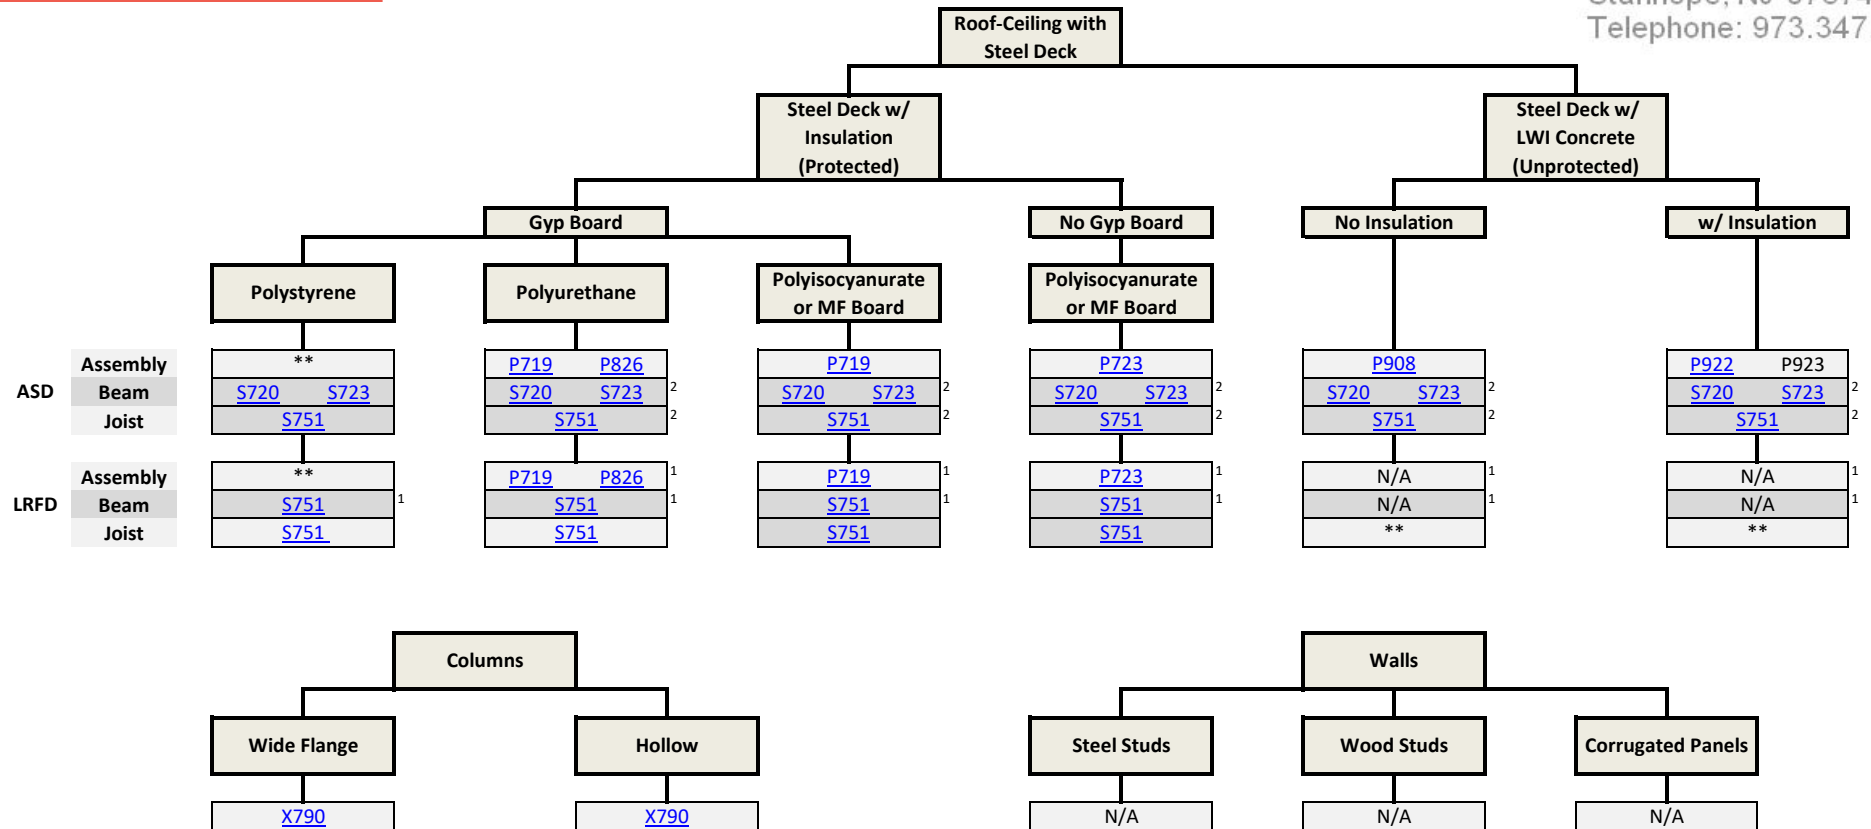 Telephone: 973.347
Roof-Ceiling with
Steel Deck
Steel Deck w/
Insulation
(Protected)
Steel Deck w/
LWI Concrete
(Unprotected)
Gyp Board
No Gyp Board
No Insulation
w/ Insulation
Polystyrene
Polyurethane
Polyisocyanurate
or MF Board
Polyisocyanurate
or MF Board
ASD
Assembly ** P719 P826 P719 P723 P908 P922 P923
Beam S720 S723 S720 S723 2 S720 S723 2 S720 S723 2 S720 S723 2 S720 S723 2
Joist S751 S751 2 S751 2 S751 2 S751 2 S751 2
LRFD
Assembly ** P719 P826 1 P719 1 P723 1 N/A 1 N/A 1
Beam S751 1 S751 1 S751 1 S751 1 N/A 1 N/A 1
Joist S751 S751 S751 S751 ** **
Columns
Walls
Wide Flange
Hollow
Steel Studs
Wood Studs
Corrugated Panels
X790 X790 N/A N/A N/A